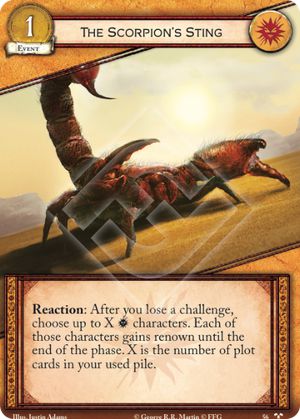 1
THE SCORPION'S STING
EVENT
Reaction: After you lose a challenge,
choose up to X characters. Each of
those characters gains renown until
the end of the phase. X is the number of plot
cards in your used pile.
Illus. Justin Adams © George R.R. Martin © FFG